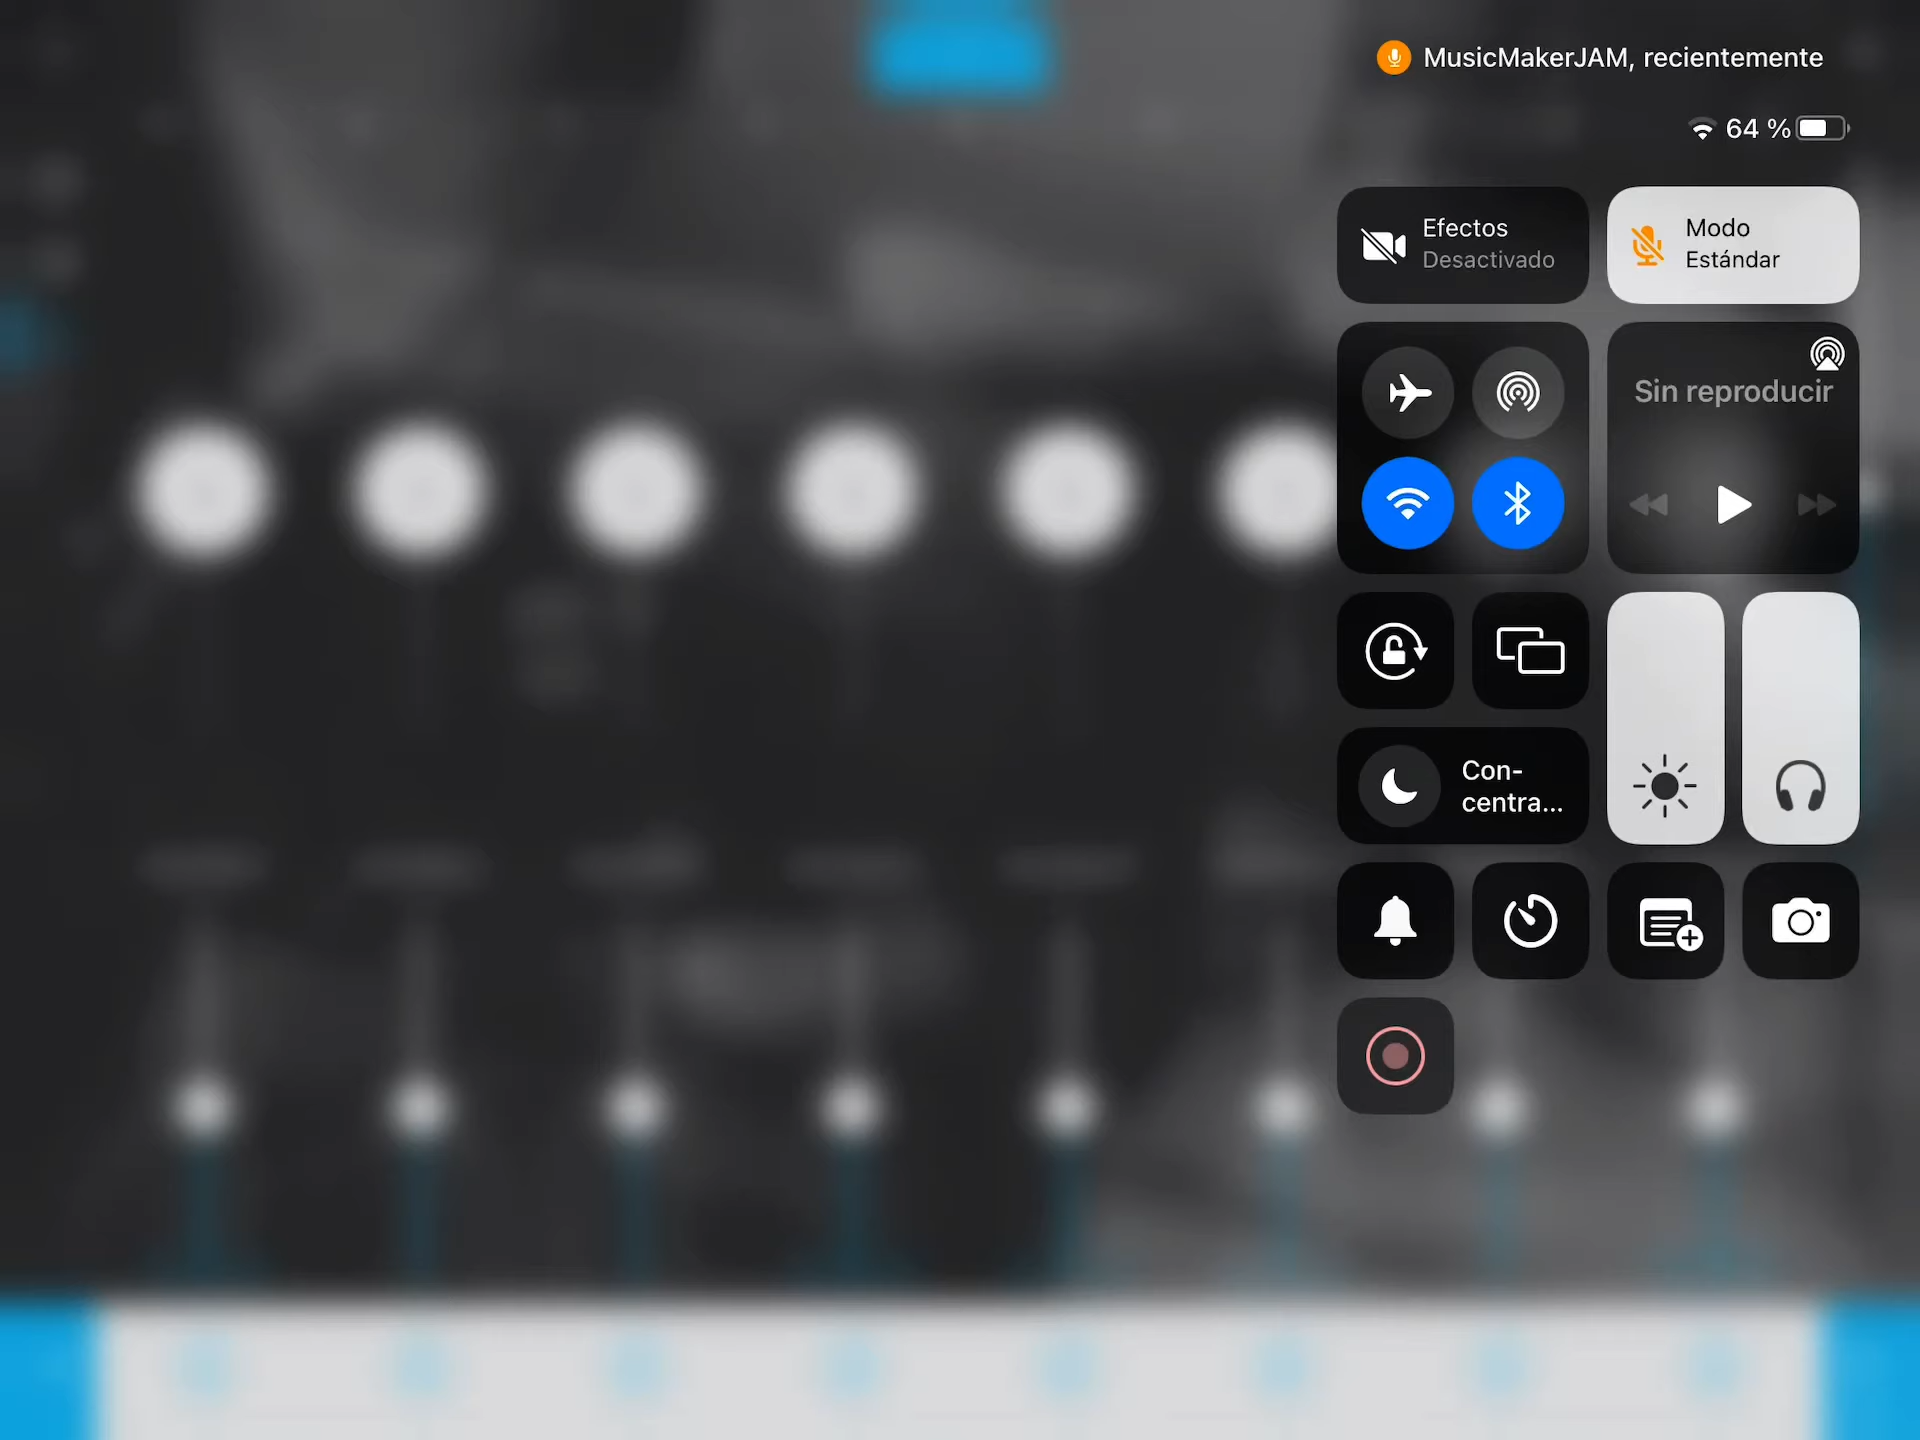 MusicMakerJAM, recientemente
64 %
Efectos
Desactivado
Modo
Estándar
Sin reproducir
Con-
centra...